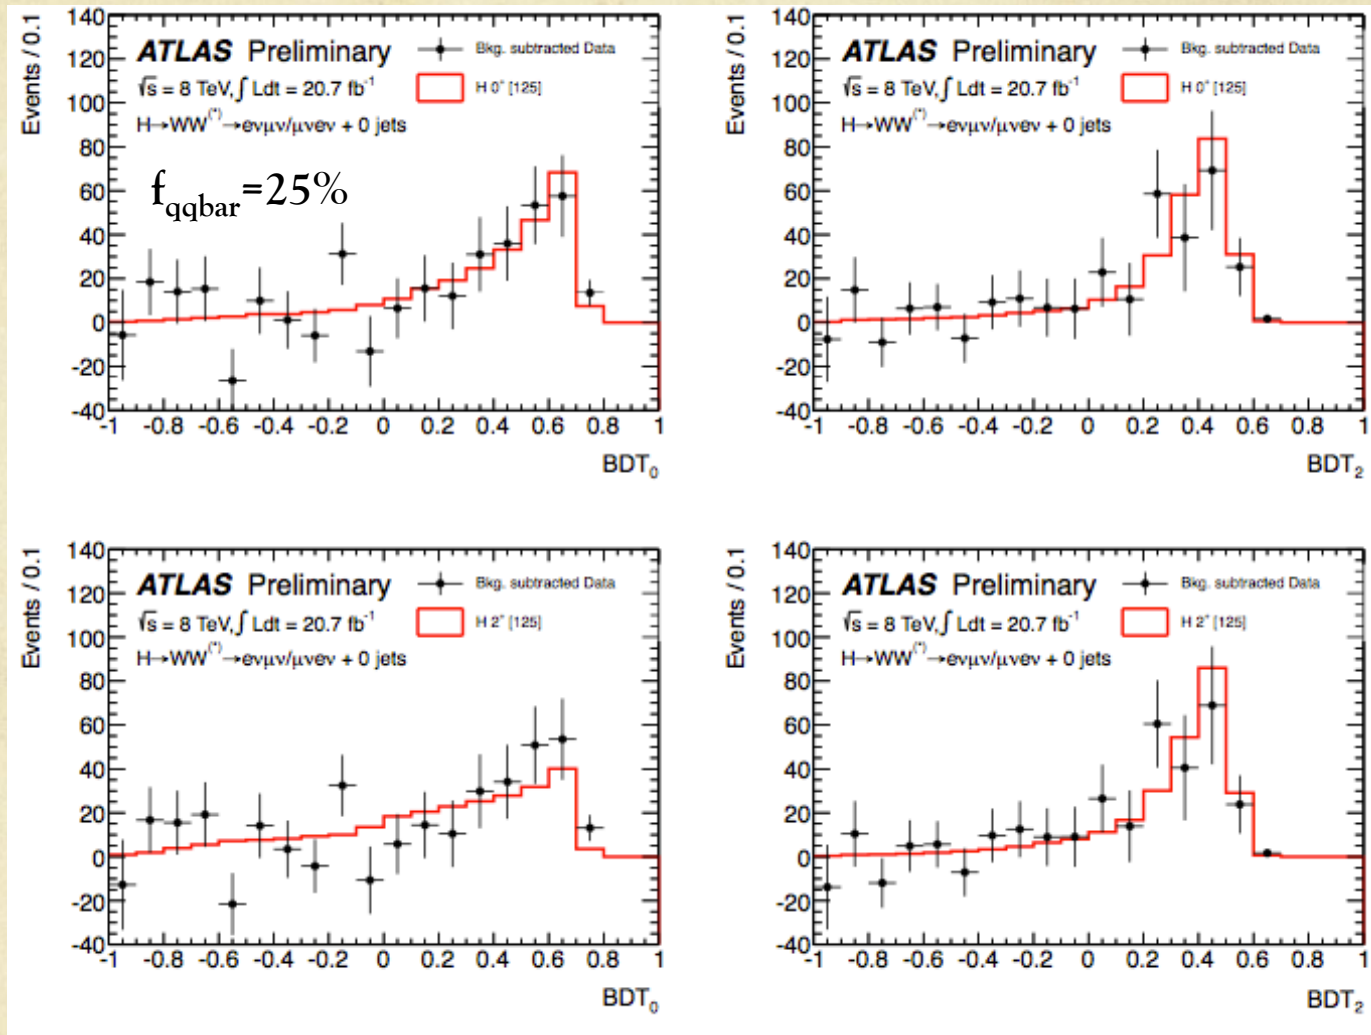 140
120
100
80
60
40
20
0
-20
-40
Events / 0.1
ATLAS Preliminary
√s = 8 TeV, ∫ Ldt = 20.7 fb⁻¹
H→WW⁽*⁾→eνμν/μνeν + 0 jets
Bkg. subtracted Data
H 0⁺ [125]
f_qqbar=25%
-1 -0.8 -0.6 -0.4 -0.2 0 0.2 0.4 0.6 0.8 1
BDT₀
140
120
100
80
60
40
20
0
-20
-40
Events / 0.1
ATLAS Preliminary
√s = 8 TeV, ∫ Ldt = 20.7 fb⁻¹
H→WW⁽*⁾→eνμν/μνeν + 0 jets
Bkg. subtracted Data
H 0⁺ [125]
-1 -0.8 -0.6 -0.4 -0.2 0 0.2 0.4 0.6 0.8 1
BDT₂
140
120
100
80
60
40
20
0
-20
-40
Events / 0.1
ATLAS Preliminary
√s = 8 TeV, ∫ Ldt = 20.7 fb⁻¹
H→WW⁽*⁾→eνμν/μνeν + 0 jets
Bkg. subtracted Data
H 2⁺ [125]
-1 -0.8 -0.6 -0.4 -0.2 0 0.2 0.4 0.6 0.8 1
BDT₀
140
120
100
80
60
40
20
0
-20
-40
Events / 0.1
ATLAS Preliminary
√s = 8 TeV, ∫ Ldt = 20.7 fb⁻¹
H→WW⁽*⁾→eνμν/μνeν + 0 jets
Bkg. subtracted Data
H 2⁺ [125]
-1 -0.8 -0.6 -0.4 -0.2 0 0.2 0.4 0.6 0.8 1
BDT₂